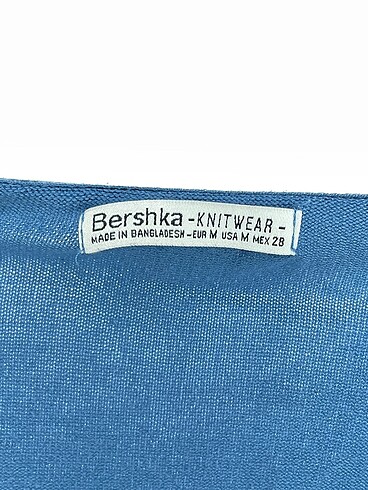 Bershka -KNITWEAR-
MADE IN BANGLADESH -EUR M USA M MEX 28